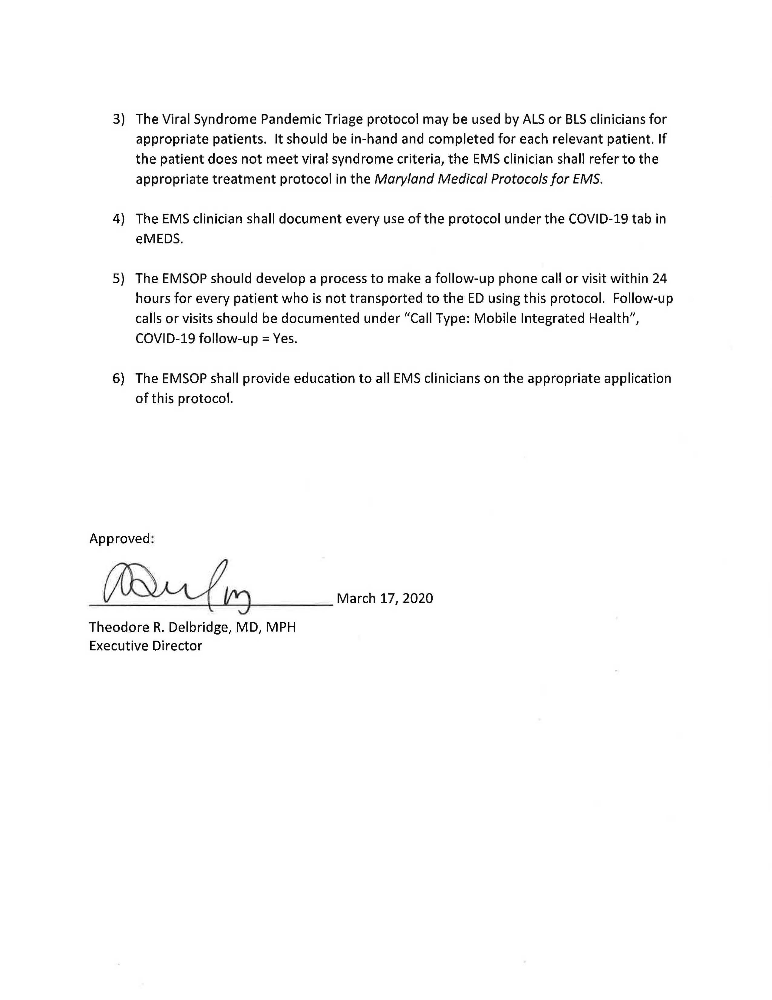 3) The Viral Syndrome Pandemic Triage protocol may be used by ALS or BLS clinicians for
appropriate patients. It should be in-hand and completed for each relevant patient. If
the patient does not meet viral syndrome criteria, the EMS clinician shall refer to the
appropriate treatment protocol in the Maryland Medical Protocols for EMS.
4) The EMS clinician shall document every use of the protocol under the COVID-19 tab in
eMEDS.
5) The EMSOP should develop a process to make a follow-up phone call or visit within 24
hours for every patient who is not transported to the ED using this protocol. Follow-up
calls or visits should be documented under “Call Type: Mobile Integrated Health”,
COVID-19 follow-up = Yes.
6) The EMSOP shall provide education to all EMS clinicians on the appropriate application
of this protocol.
Approved:
March 17, 2020
Theodore R. Delbridge, MD, MPH
Executive Director